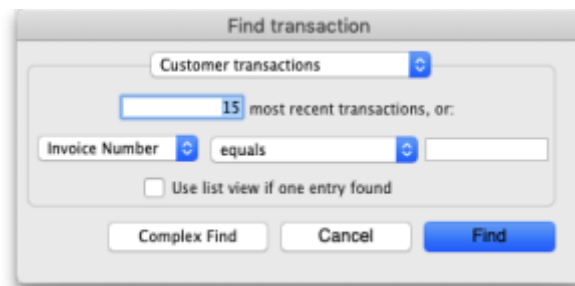 Find transaction
Customer transactions
15 most recent transactions, or:
Invoice Number equals
Use list view if one entry found
Complex Find Cancel Find